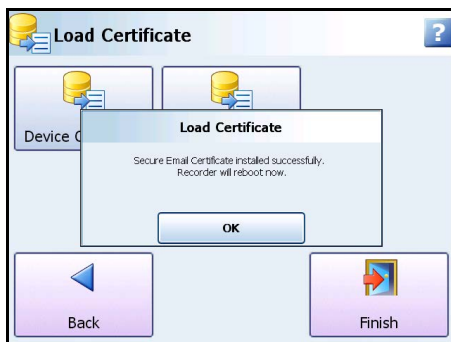 Load Certificate
?
Device C
Load Certificate
Secure Email Certificate installed successfully.
Recorder will reboot now.
OK
Back
Finish